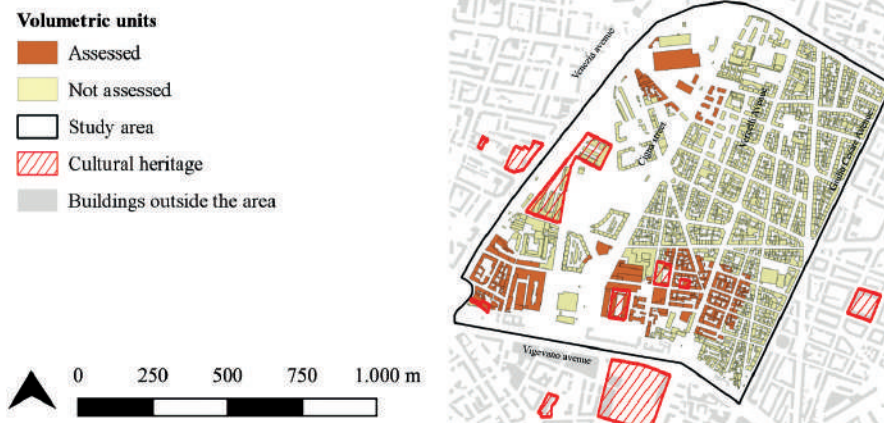 Volumetric units
Assessed
Not assessed
Study area
Cultural heritage
Buildings outside the area
0 250 500 750 1.000 m
Venezia avenue
Cigna street
Vercelli Avenue
Giulio Cesare Avenue
Vigevano avenue